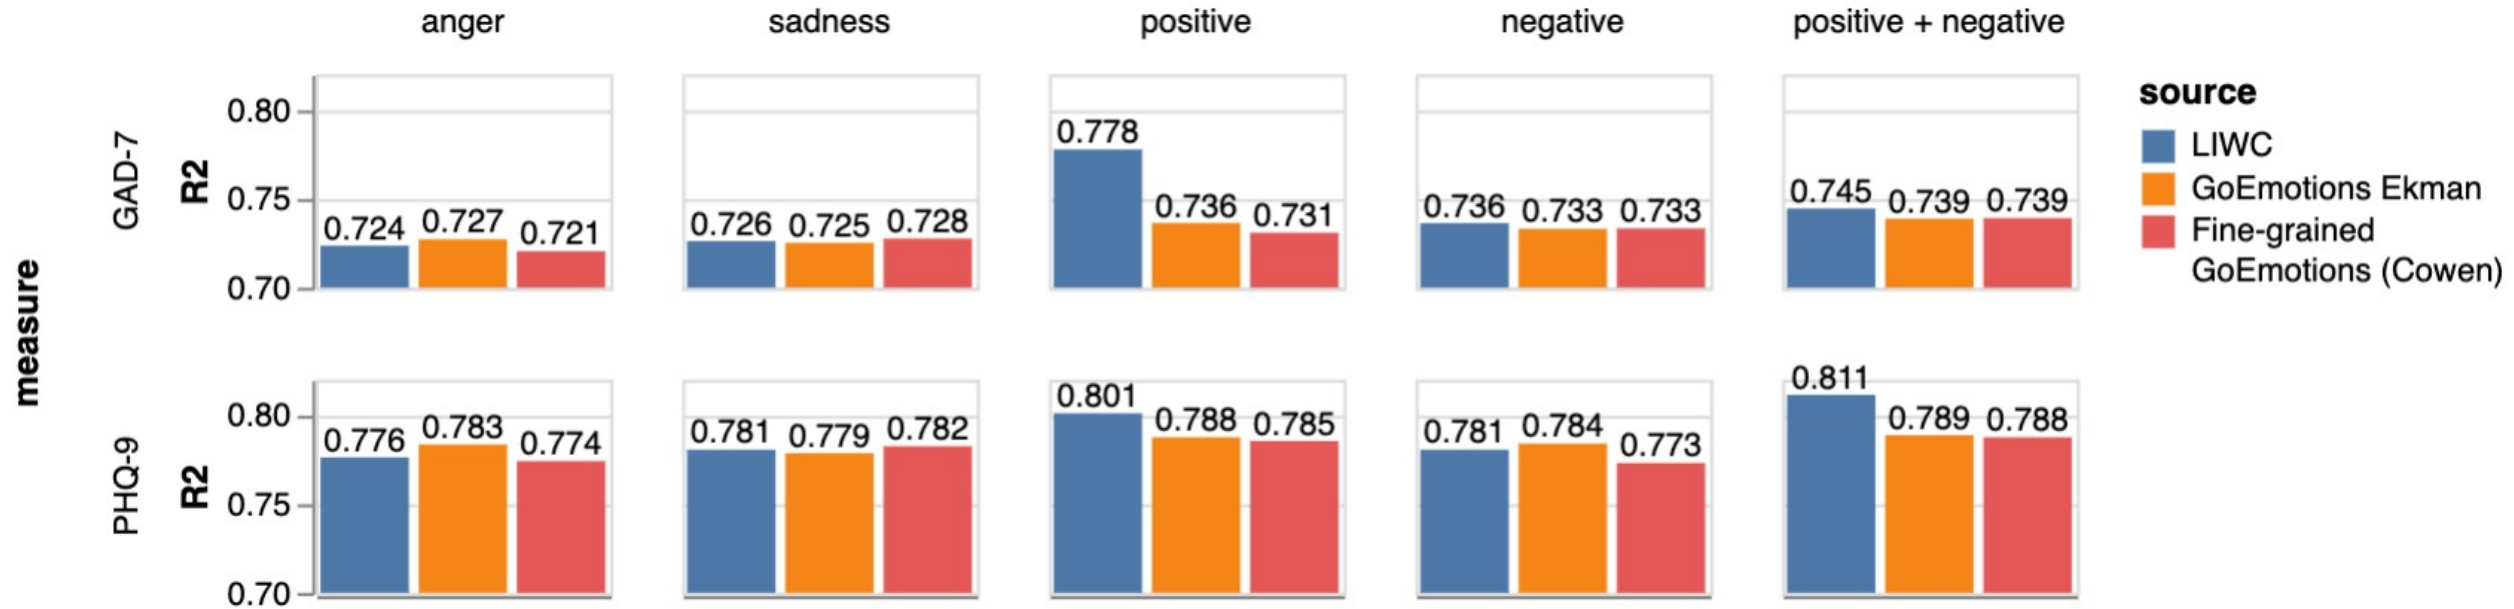 anger
sadness
positive
negative
positive + negative
measure
GAD-7
R2
0.80
0.75
0.70
0.724
0.727
0.721
0.726
0.725
0.728
0.778
0.736
0.731
0.736
0.733
0.733
0.745
0.739
0.739
source
LIWC
GoEmotions Ekman
Fine-grained
GoEmotions (Cowen)
PHQ-9
R2
0.80
0.75
0.70
0.776
0.783
0.774
0.781
0.779
0.782
0.801
0.788
0.785
0.781
0.784
0.773
0.811
0.789
0.788